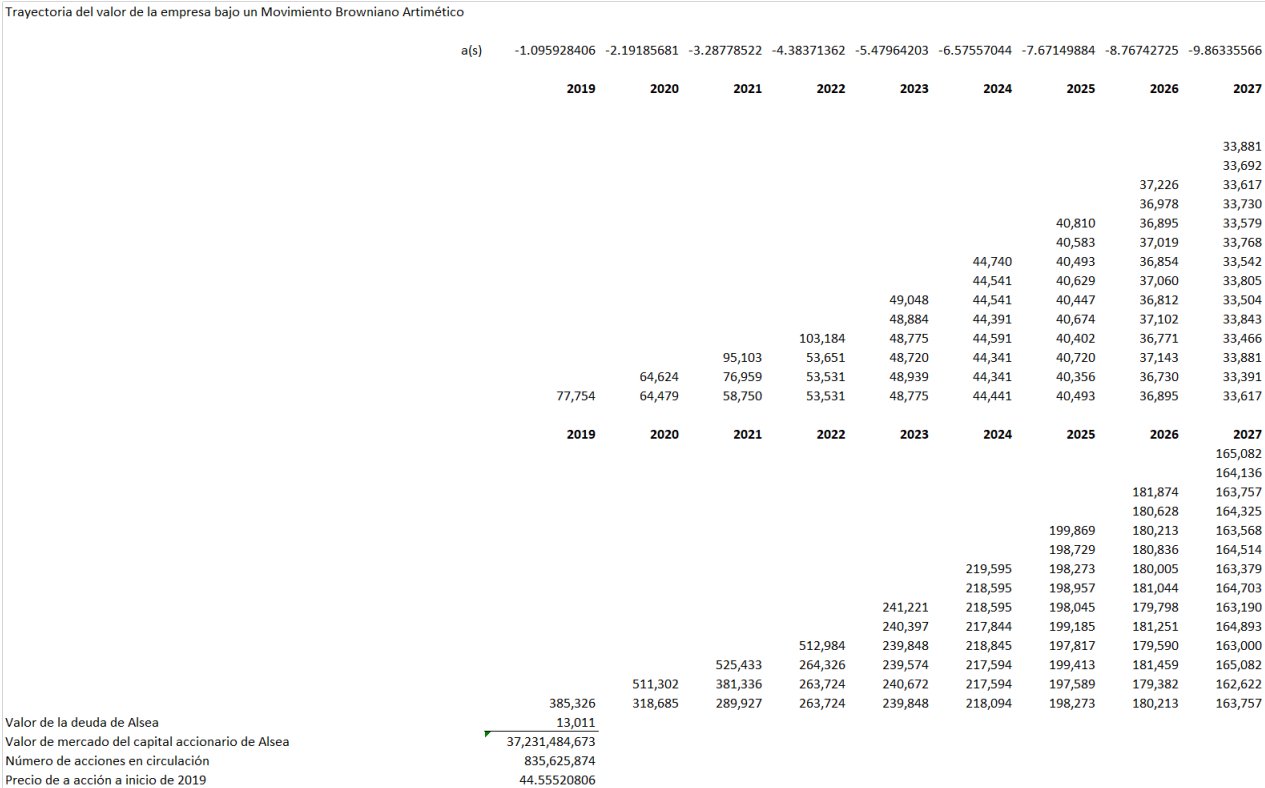 Trayectoria del valor de la empresa bajo un Movimiento Browniano Artimético
a(s) -1.095928406 -2.19185681 -3.28778522 -4.38371362 -5.47964203 -6.57557044 -7.67149884 -8.76742725 -9.86335566
2019 2020 2021 2022 2023 2024 2025 2026 2027
33,881
33,692
37,226 33,617
36,978 33,730
40,810 36,895 33,579
40,583 37,019 33,768
44,740 40,493 36,854 33,542
44,541 40,629 37,060 33,805
49,048 44,541 40,447 36,812 33,504
48,884 44,391 40,674 37,102 33,843
103,184 48,775 44,591 40,402 36,771 33,466
95,103 53,651 48,720 44,341 40,720 37,143 33,881
64,624 76,959 53,531 48,939 44,341 40,356 36,730 33,391
77,754 64,479 58,750 53,531 48,775 44,441 40,493 36,895 33,617
2019 2020 2021 2022 2023 2024 2025 2026 2027
165,082
164,136
181,874 163,757
180,628 164,325
199,869 180,213 163,568
198,729 180,836 164,514
219,595 198,273 180,005 163,379
218,595 198,957 181,044 164,703
241,221 218,595 198,045 179,798 163,190
240,397 217,844 199,185 181,251 164,893
512,984 239,848 218,845 197,817 179,590 163,000
525,433 264,326 239,574 217,594 199,413 181,459 165,082
511,302 381,336 263,724 240,672 217,594 197,589 179,382 162,622
385,326 318,685 289,927 263,724 239,848 218,094 198,273 180,213 163,757
Valor de la deuda de Alsea 13,011
Valor de mercado del capital accionario de Alsea 37,231,484,673
Número de acciones en circulación 835,625,874
Precio de a acción a inicio de 2019 44.55520806